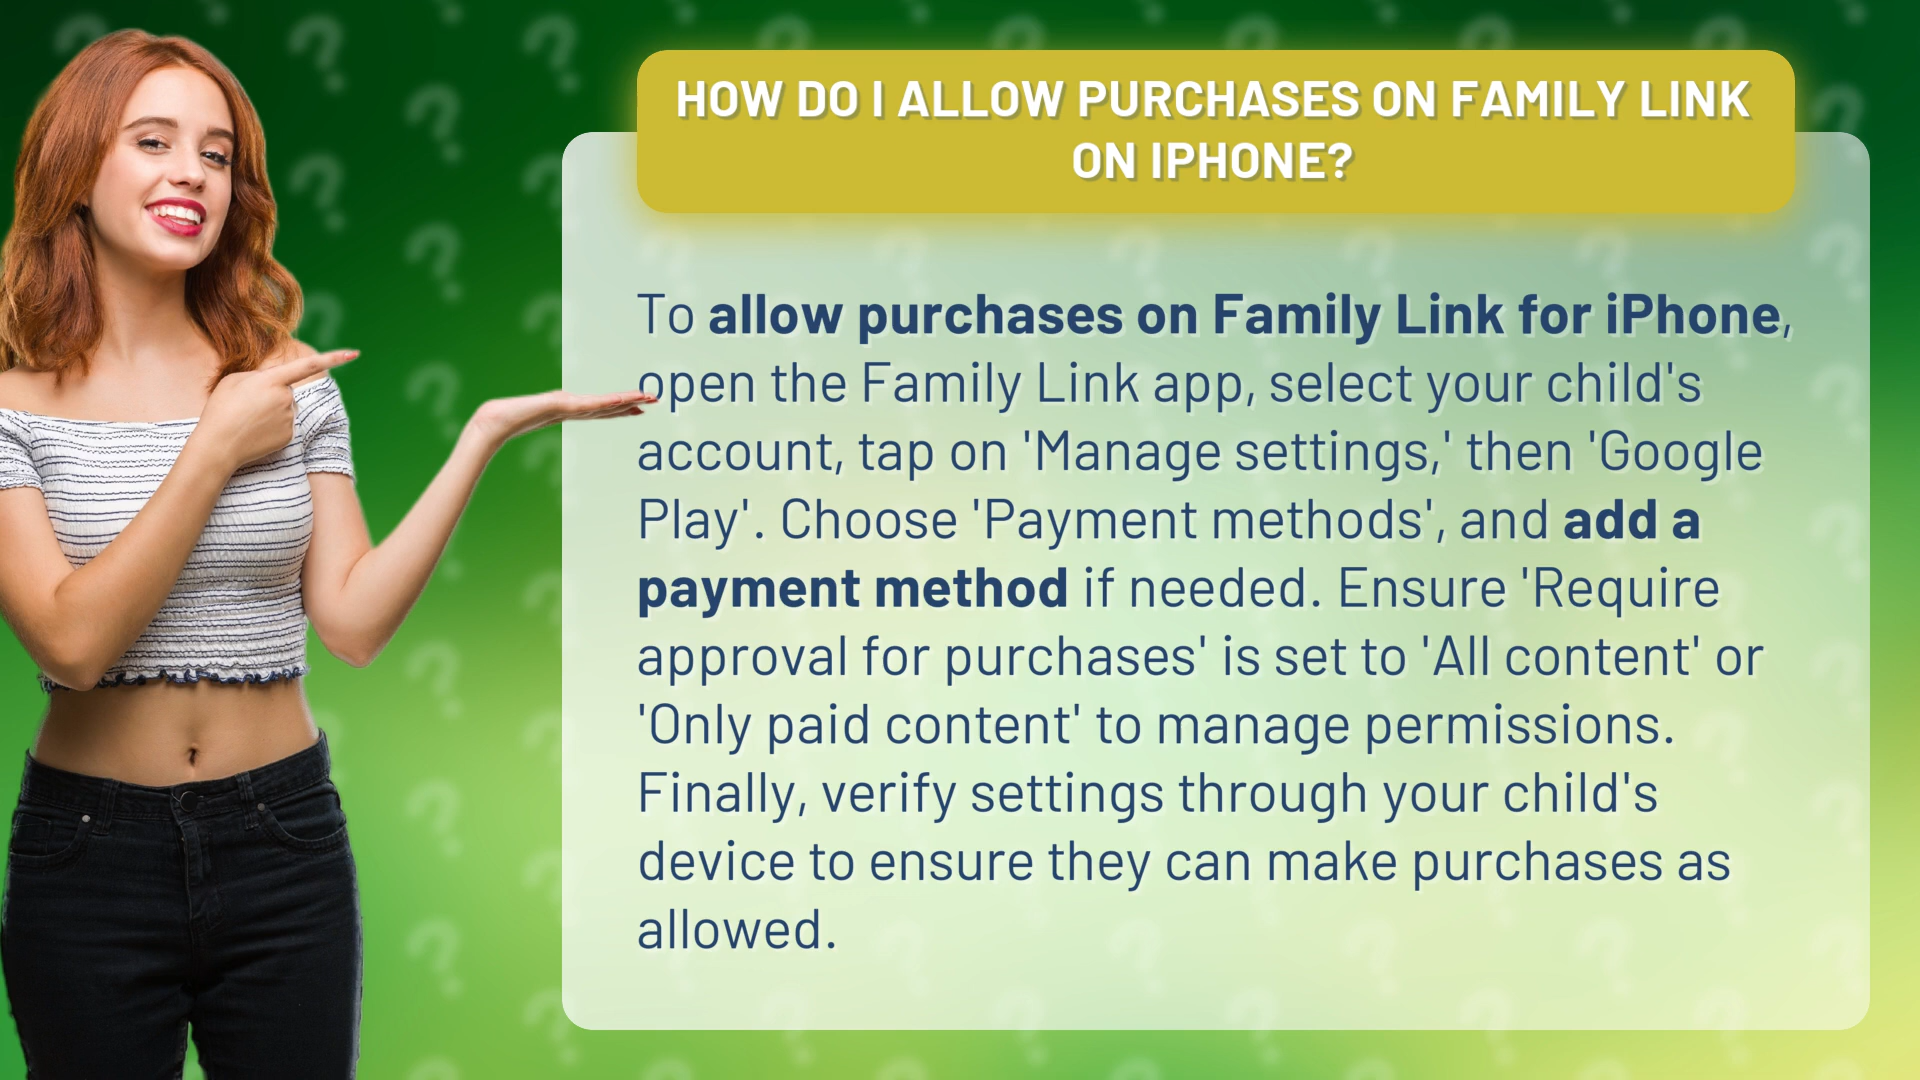 HOW DO I ALLOW PURCHASES ON FAMILY LINK
ON IPHONE?
To allow purchases on Family Link for iPhone,
open the Family Link app, select your child's
account, tap on 'Manage settings,' then 'Google
Play'. Choose 'Payment methods', and add a
payment method if needed. Ensure 'Require
approval for purchases' is set to 'All content' or
'Only paid content' to manage permissions.
Finally, verify settings through your child's
device to ensure they can make purchases as
allowed.